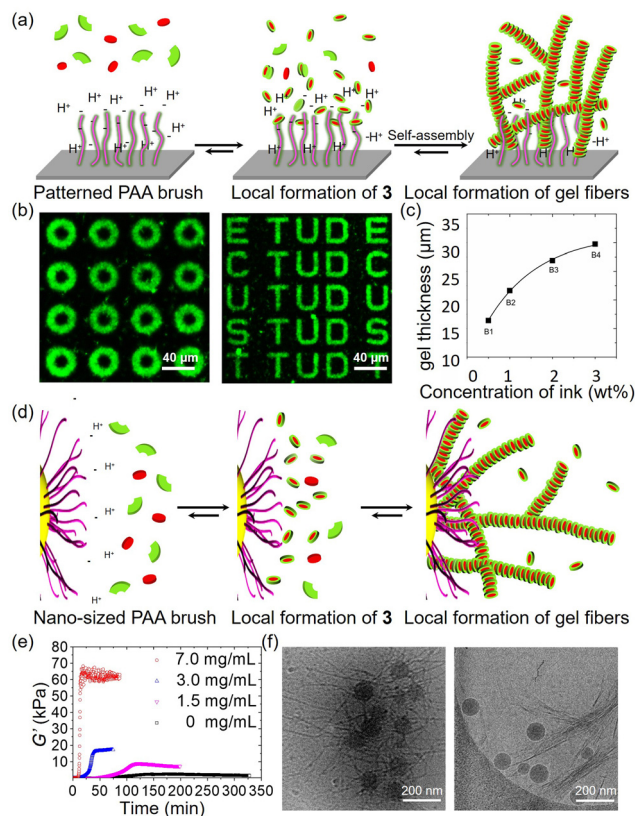 (a)
H⁺ - H⁺ - H⁺
H⁺ H⁺
Self-assembly
Patterned PAA brush Local formation of 3 Local formation of gel fibers
(b)
40 µm
E TUD E
C TUD C
U TUD U
S TUD S
T TUD T
40 µm
(c)
gel thickness (µm)
35
30
25
20
15
10
B1 B2 B3 B4
0 1 2 3
Concentration of ink (wt%)
(d)
H⁺
H⁺
H⁺
H⁺
H⁺
Nano-sized PAA brush Local formation of 3 Local formation of gel fibers
(e)
G' (kPa)
80
70
60
50
40
30
20
10
7.0 mg/mL
3.0 mg/mL
1.5 mg/mL
0 mg/mL
0 50 100 150 200 250 300 350
Time (min)
(f)
200 nm
200 nm